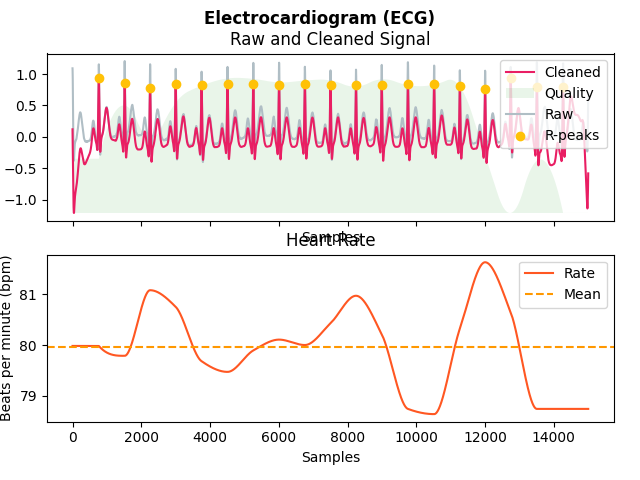 Electrocardiogram (ECG)
Raw and Cleaned Signal
1.0
0.5
0.0
−0.5
−1.0
Cleaned
Quality
Raw
R-peaks
Samples
Heart Rate
Beats per minute (bpm)
81
80
79
Rate
Mean
0 2000 4000 6000 8000 10000 12000 14000
Samples